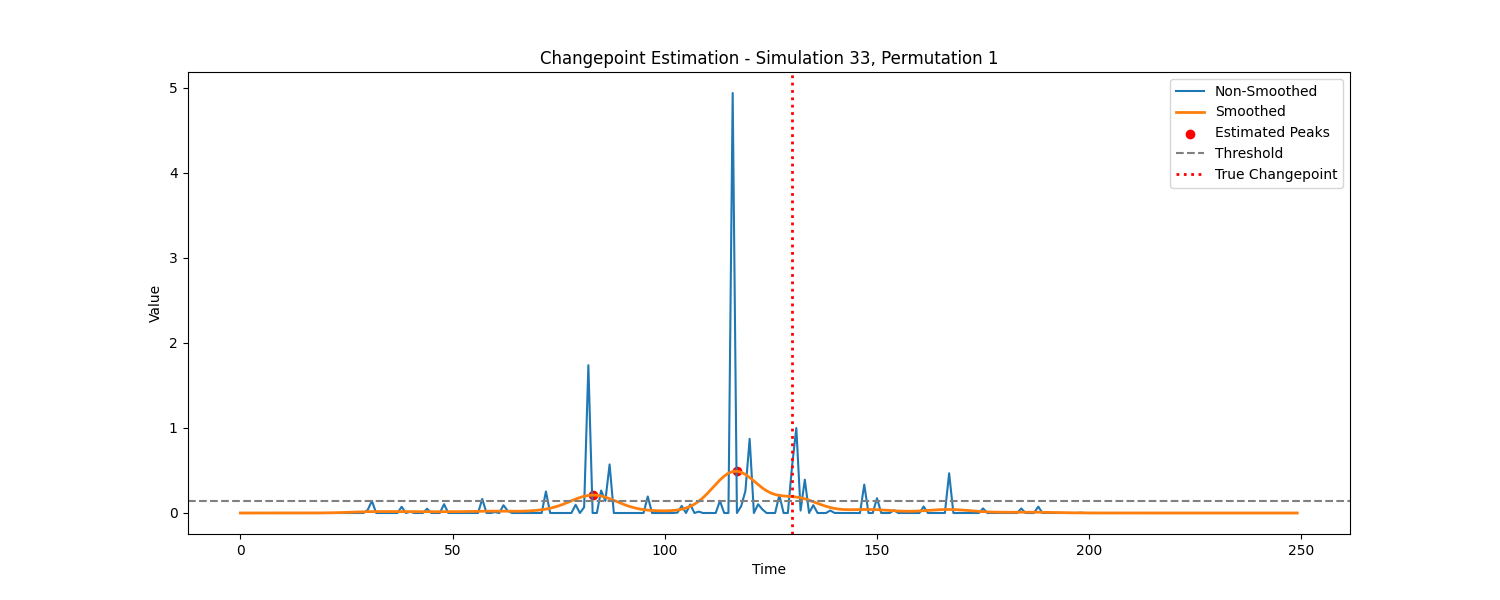 Changepoint Estimation - Simulation 33, Permutation 1
Non-Smoothed
Smoothed
Estimated Peaks
Threshold
True Changepoint
Value
5
4
3
2
1
0
0 50 100 150 200 250
Time